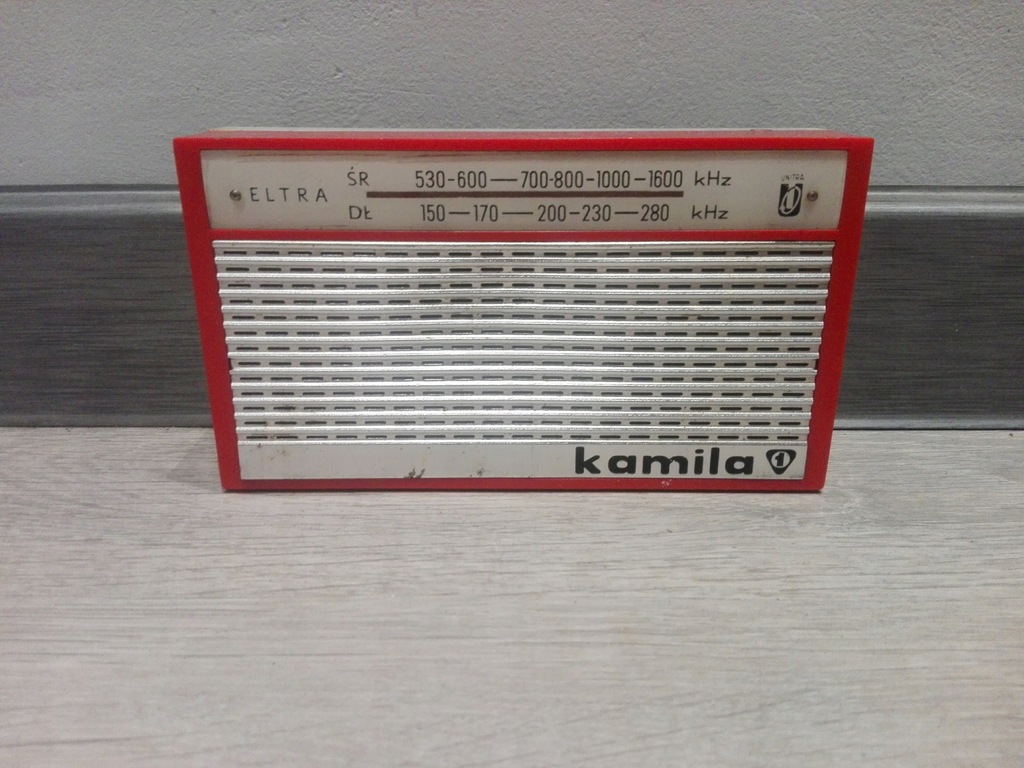 ELTRA
ŚR 530-600—700-800-1000-1600 kHz
DŁ 150—170—200-230—280 kHz
UNITRA
kamila 1